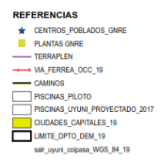 REFERENCIAS
CENTROS_POBLADOS_GNRE
PLANTAS GNRE
TERRAPLEN
VIA_FERREA_OCC_19
CAMINOS
PISCINAS_PILOTO
PISCINAS_UYUNI_PROYECTADO_2017
CIUDADES_CAPITALES_19
LIMITE_DPTO_DEM_19
salr_uyuni_coipasa_WGS_84_19